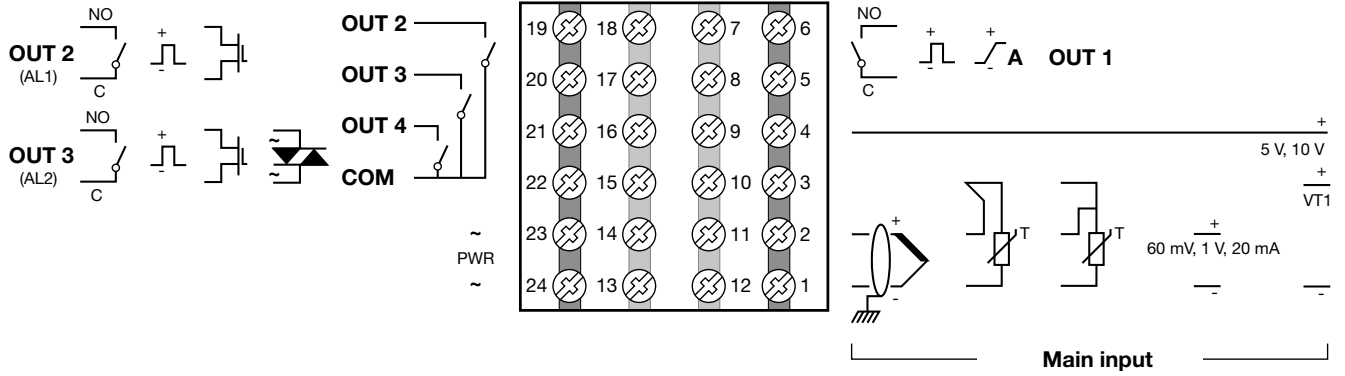 NO
OUT 2
(AL1)
+
-
C
NO
OUT 3
(AL2)
+
-
C
~
~
OUT 2
OUT 3
OUT 4
COM
~
PWR
~
19 18 7 6
20 17 8 5
21 16 9 4
22 15 10 3
23 14 11 2
24 13 12 1
NO
C
+
-
+
-
A OUT 1
+
5 V, 10 V
+
VT1
+
-
T
T
+
60 mV, 1 V, 20 mA
-
-
Main input